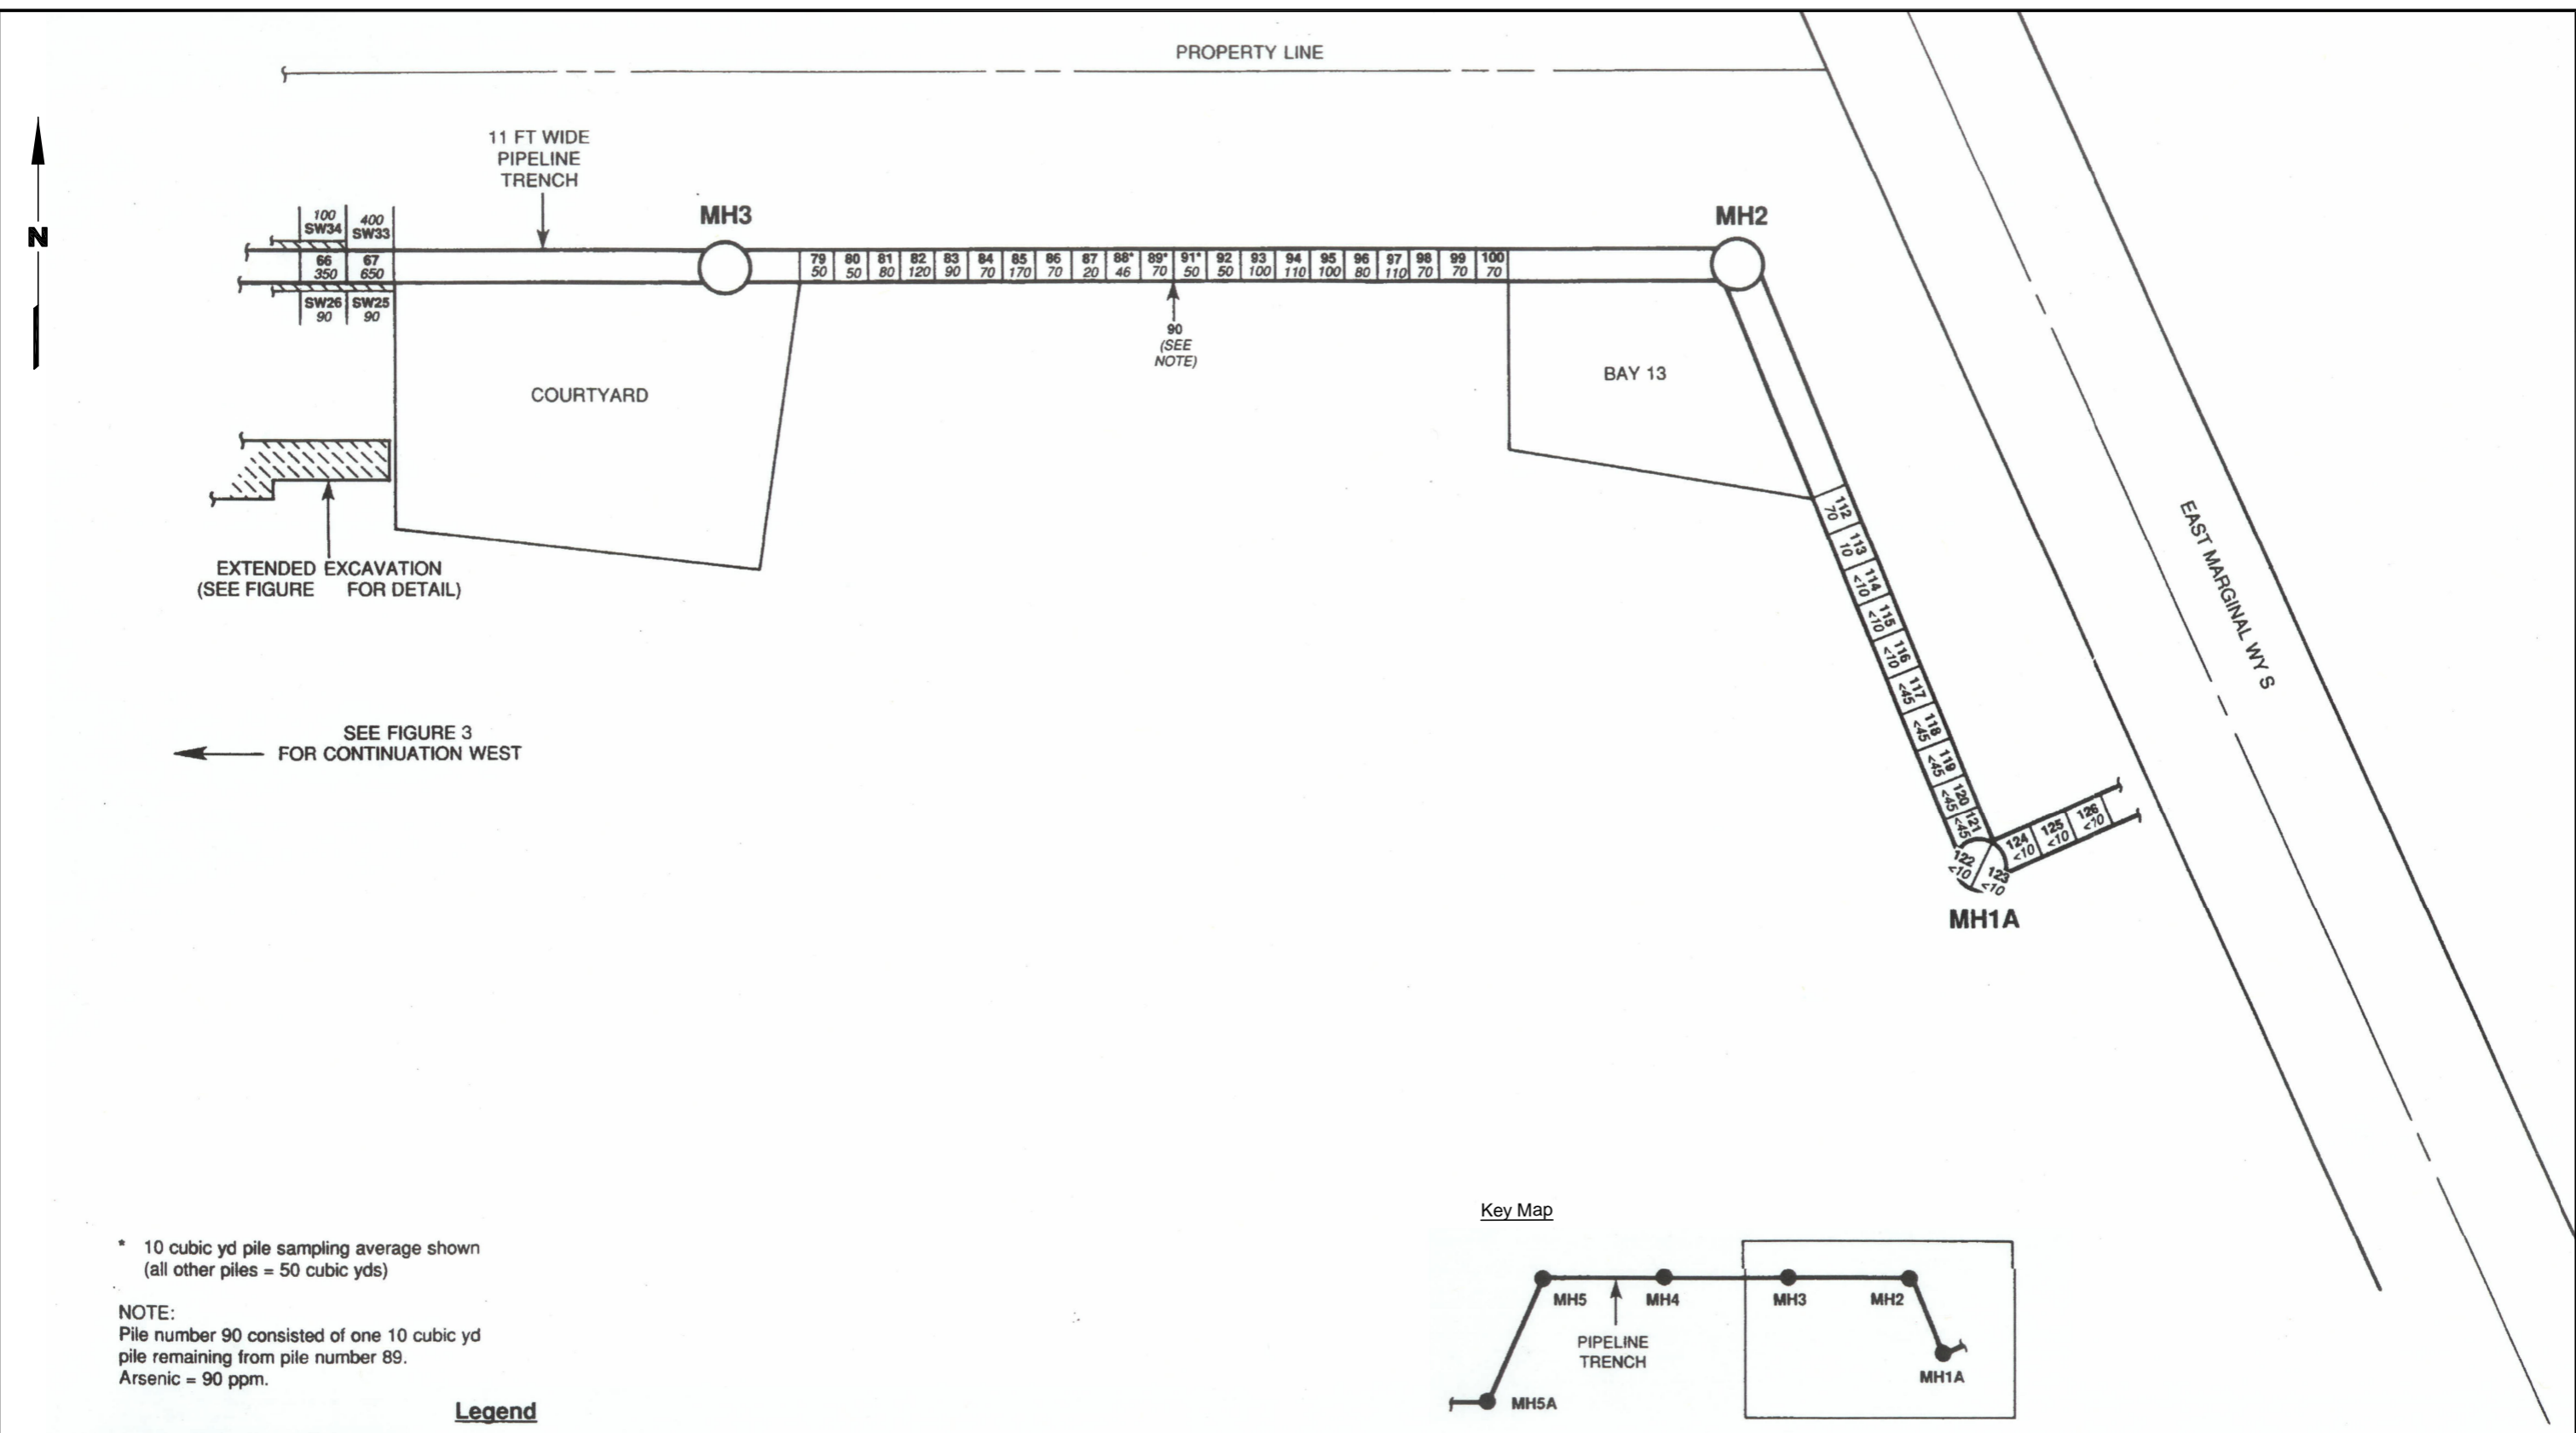 PROPERTY LINE
11 FT WIDE
PIPELINE
TRENCH
N
100
SW34
400
SW33
66
350
67
650
SW26
90
SW25
90
MH3
MH2
79 80 81 82 83 84 85 86 87 88* 89* 91* 92 93 94 95 96 97 98 99 100
50 50 80 120 90 70 170 70 20 46 70 50 50 100 110 100 80 110 70 70 70
90
(SEE
NOTE)
COURTYARD
BAY 13
EXTENDED EXCAVATION
(SEE FIGURE FOR DETAIL)
SEE FIGURE 3
FOR CONTINUATION WEST
112
70
113
10
114
<10
115
<10
116
<10
117
<45
118
<45
119
<45
120
<45
121
<45
122
<10
123
<10
124
<10
125
<10
126
<10
MH1A
EAST MARGINAL WY S
* 10 cubic yd pile sampling average shown
(all other piles = 50 cubic yds)
NOTE:
Pile number 90 consisted of one 10 cubic yd
pile remaining from pile number 89.
Arsenic = 90 ppm.
Legend
Key Map
MH5
MH4
MH3
MH2
PIPELINE
TRENCH
MH1A
MH5A